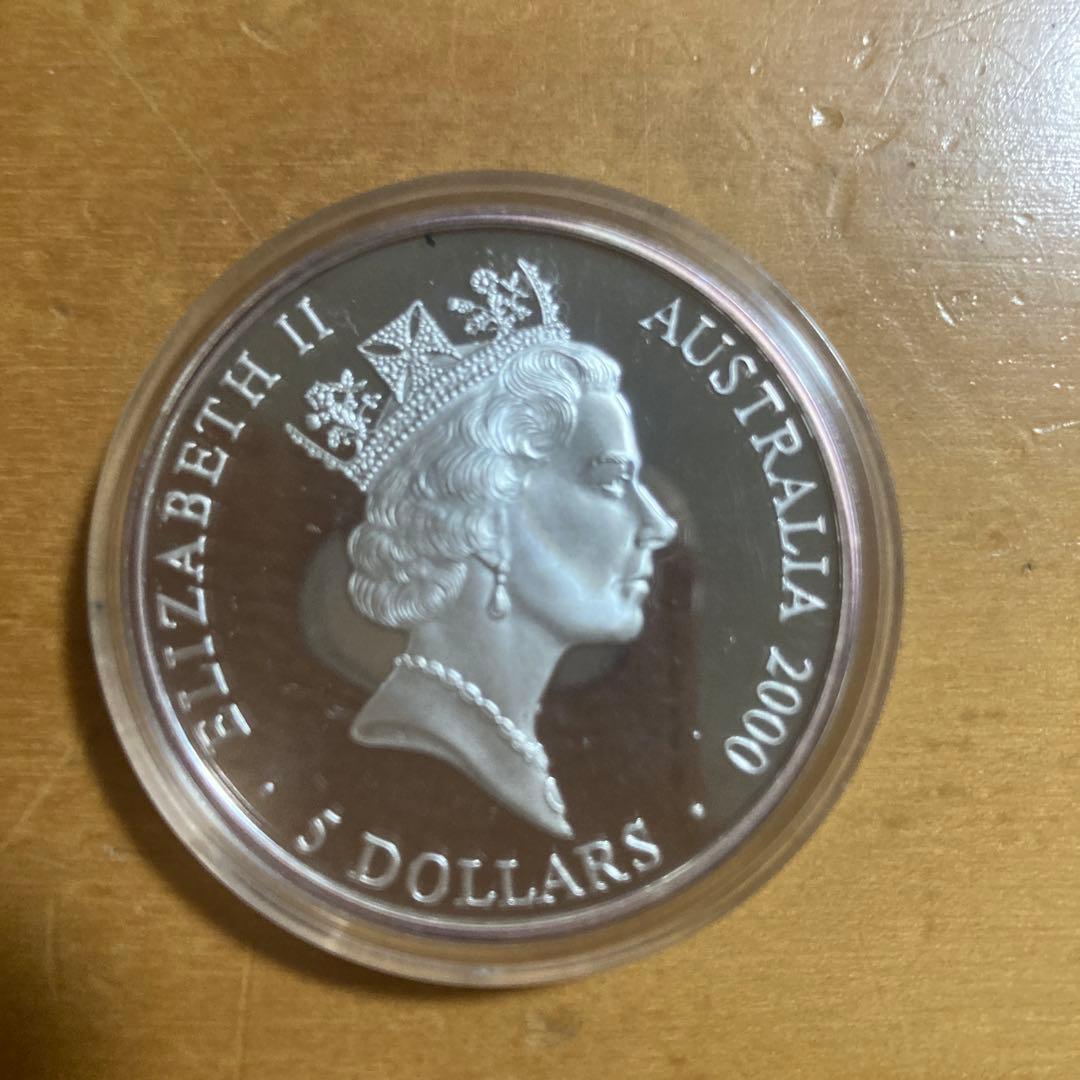 ELIZABETH II
AUSTRALIA 2000
· 5 DOLLARS ·